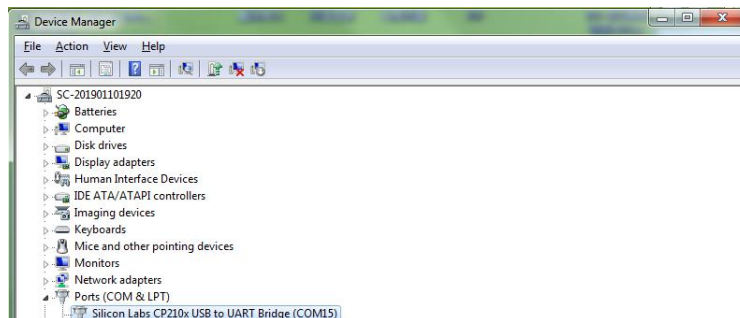 Device Manager
File Action View Help
SC-201901101920
Batteries
Computer
Disk drives
Display adapters
Human Interface Devices
IDE ATA/ATAPI controllers
Imaging devices
Keyboards
Mice and other pointing devices
Monitors
Network adapters
Ports (COM & LPT)
Silicon Labs CP210x USB to UART Bridge (COM15)